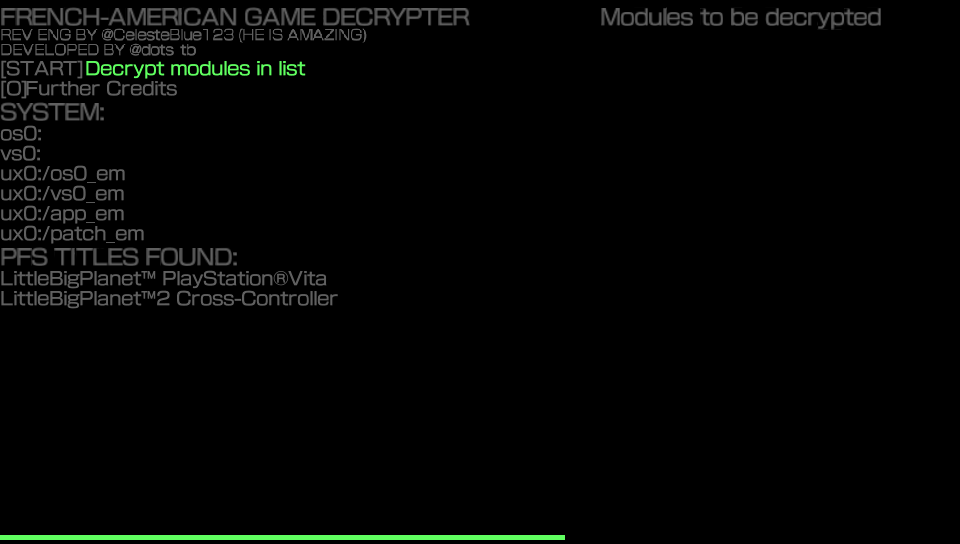 FRENCH-AMERICAN GAME DECRYPTER
Modules to be decrypted
REV ENG BY @CelesteBlue123 (HE IS AMAZING)
DEVELOPED BY @dots_tb
[START]Decrypt modules in list
[O]Further Credits
SYSTEM:
os0:
vs0:
ux0:/os0_em
ux0:/vs0_em
ux0:/app_em
ux0:/patch_em
PFS TITLES FOUND:
LittleBigPlanet™ PlayStation®Vita
LittleBigPlanet™2 Cross-Controller